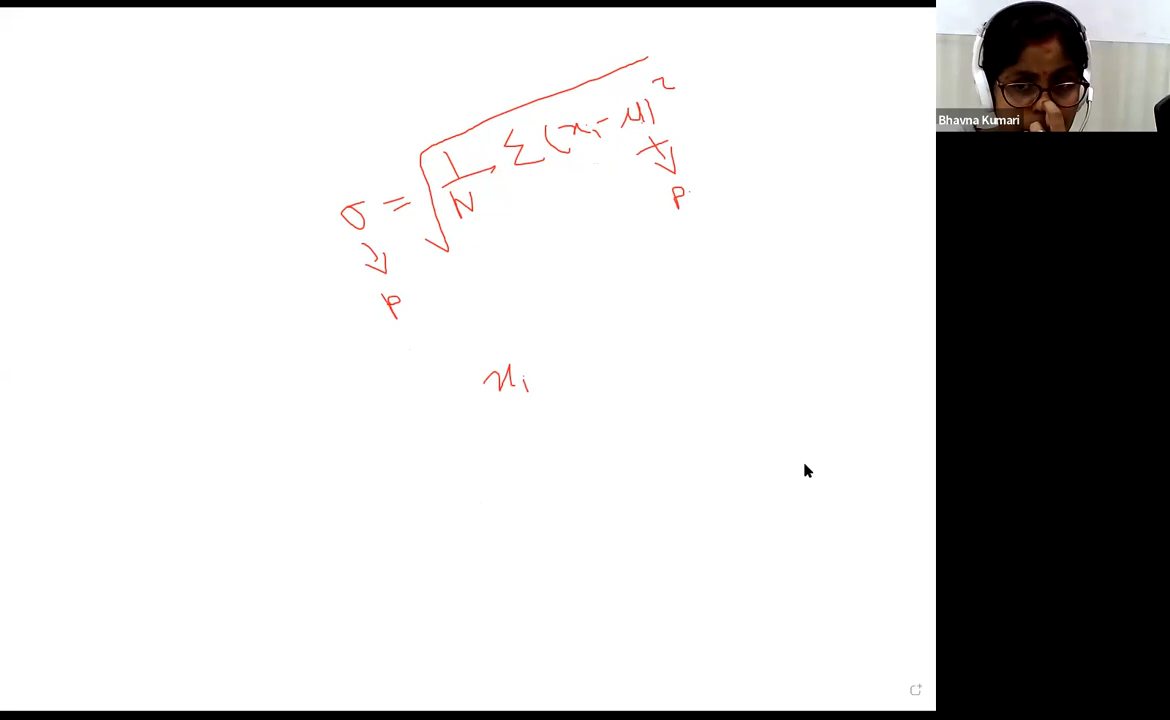 σ = √(1/N Σ(xi - μ)²)
p
p
xi
Bhavna Kumari